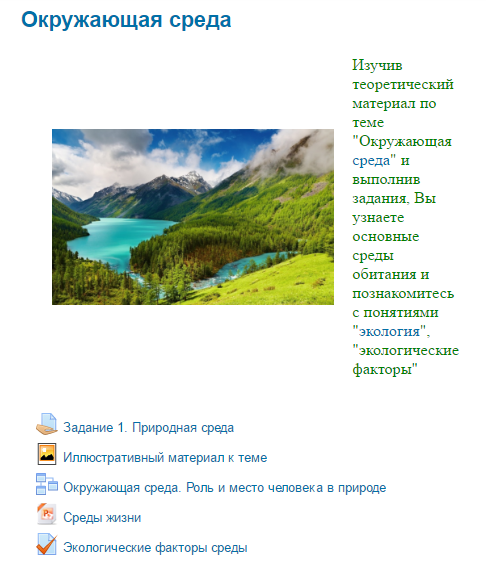 Окружающая среда
Изучив
теоретический
материал по
теме
"Окружающая
среда" и
выполнив
задания, Вы
узнаете
основные
среды
обитания и
познакомитесь
с понятиями
"экология",
"экологические
факторы"
Задание 1. Природная среда
Иллюстративный материал к теме
Окружающая среда. Роль и место человека в природе
Среды жизни
Экологические факторы среды